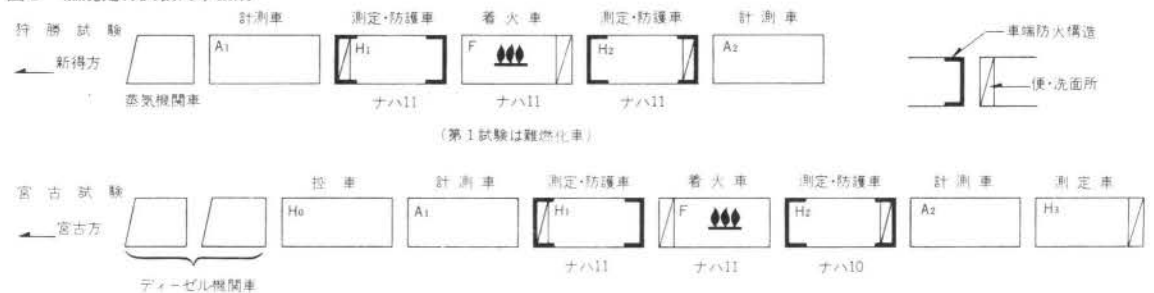 計測車 測定・防護車 着火車 測定・防護車 計測車
狩勝試験
A1 H1 F H2 A2
新得方
蒸気機関車 ナハ11 ナハ11 ナハ11
(第1試験は難燃化車)
車端防火構造
便・洗面所
宮古試験 控車 計測車 測定・防護車 着火車 測定・防護車 計測車 測定車
H0 A1 H1 F H2 A2 H3
宮古方
ナハ11 ナハ11 ナハ10
ディーゼル機関車